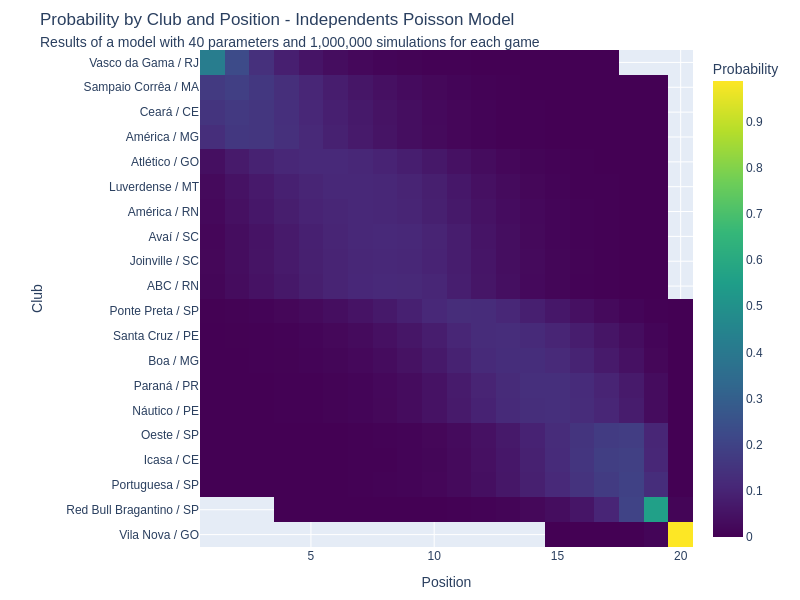 Probability by Club and Position - Independents Poisson Model
Results of a model with 40 parameters and 1,000,000 simulations for each game
Probability
Vasco da Gama / RJ
Sampaio Corrêa / MA
Ceará / CE
América / MG
Atlético / GO
Luverdense / MT
América / RN
Avaí / SC
Joinville / SC
ABC / RN
Ponte Preta / SP
Santa Cruz / PE
Boa / MG
Paraná / PR
Náutico / PE
Oeste / SP
Icasa / CE
Portuguesa / SP
Red Bull Bragantino / SP
Vila Nova / GO
Club
5
10
15
20
Position
0.9
0.8
0.7
0.6
0.5
0.4
0.3
0.2
0.1
0